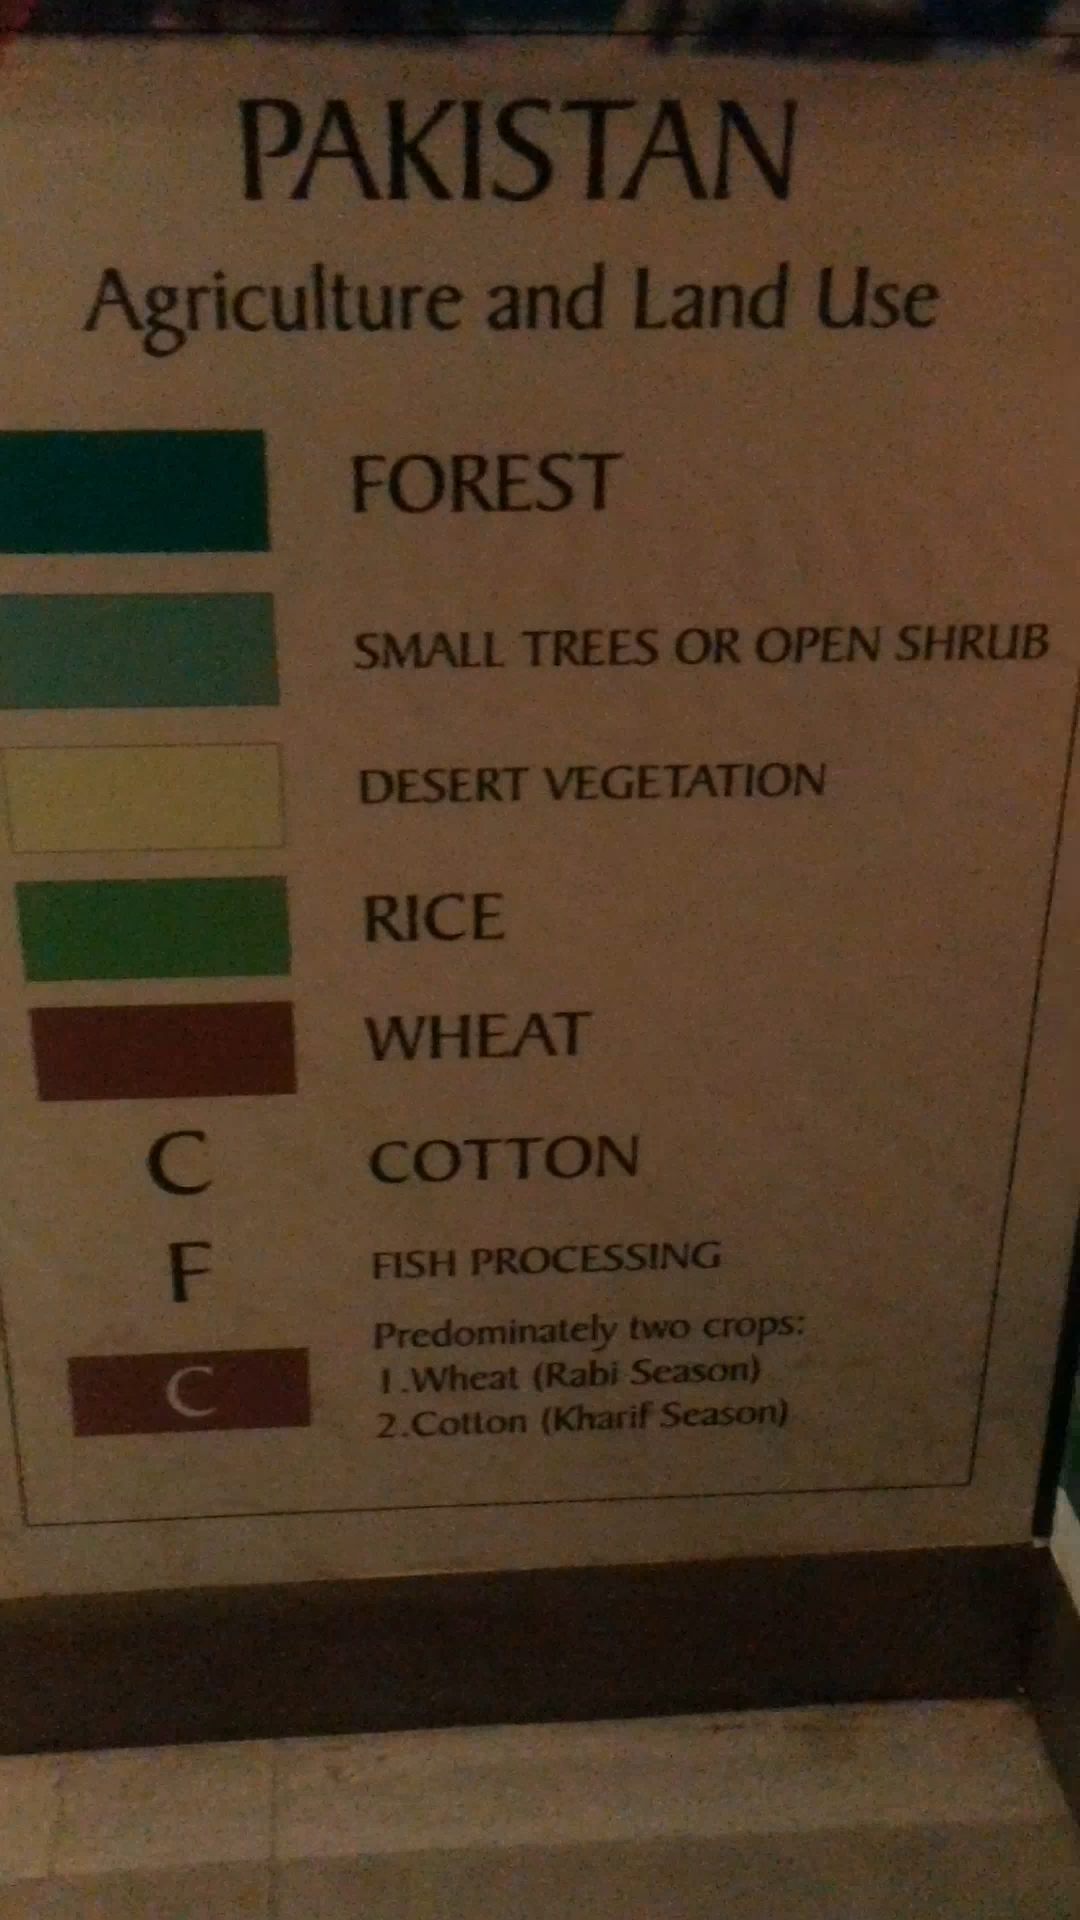 PAKISTAN
Agriculture and Land Use
FOREST
SMALL TREES OR OPEN SHRUB
DESERT VEGETATION
RICE
WHEAT
C COTTON
F FISH PROCESSING
Predominately two crops:
C 1.Wheat (Rabi Season)
2.Cotton (Kharif Season)